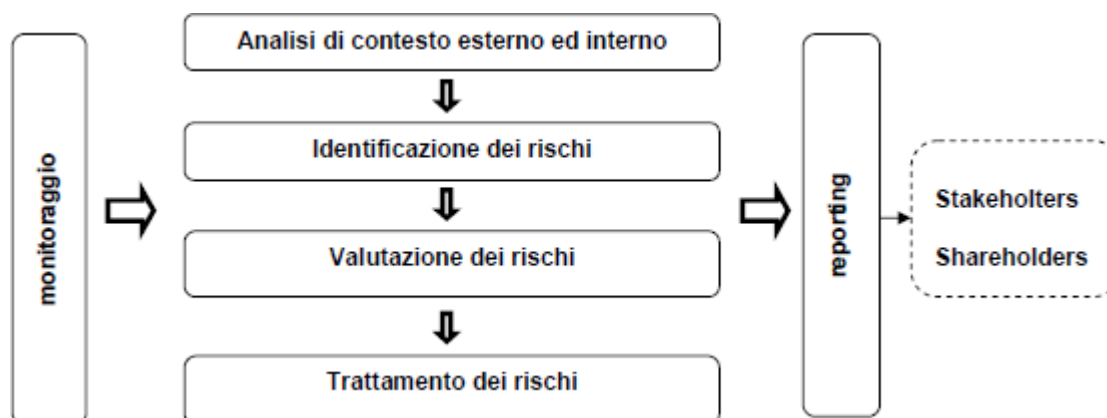 monitoraggio
Analisi di contesto esterno ed interno
Identificazione dei rischi
Valutazione dei rischi
Trattamento dei rischi
reporting
Stakeholters
Shareholders